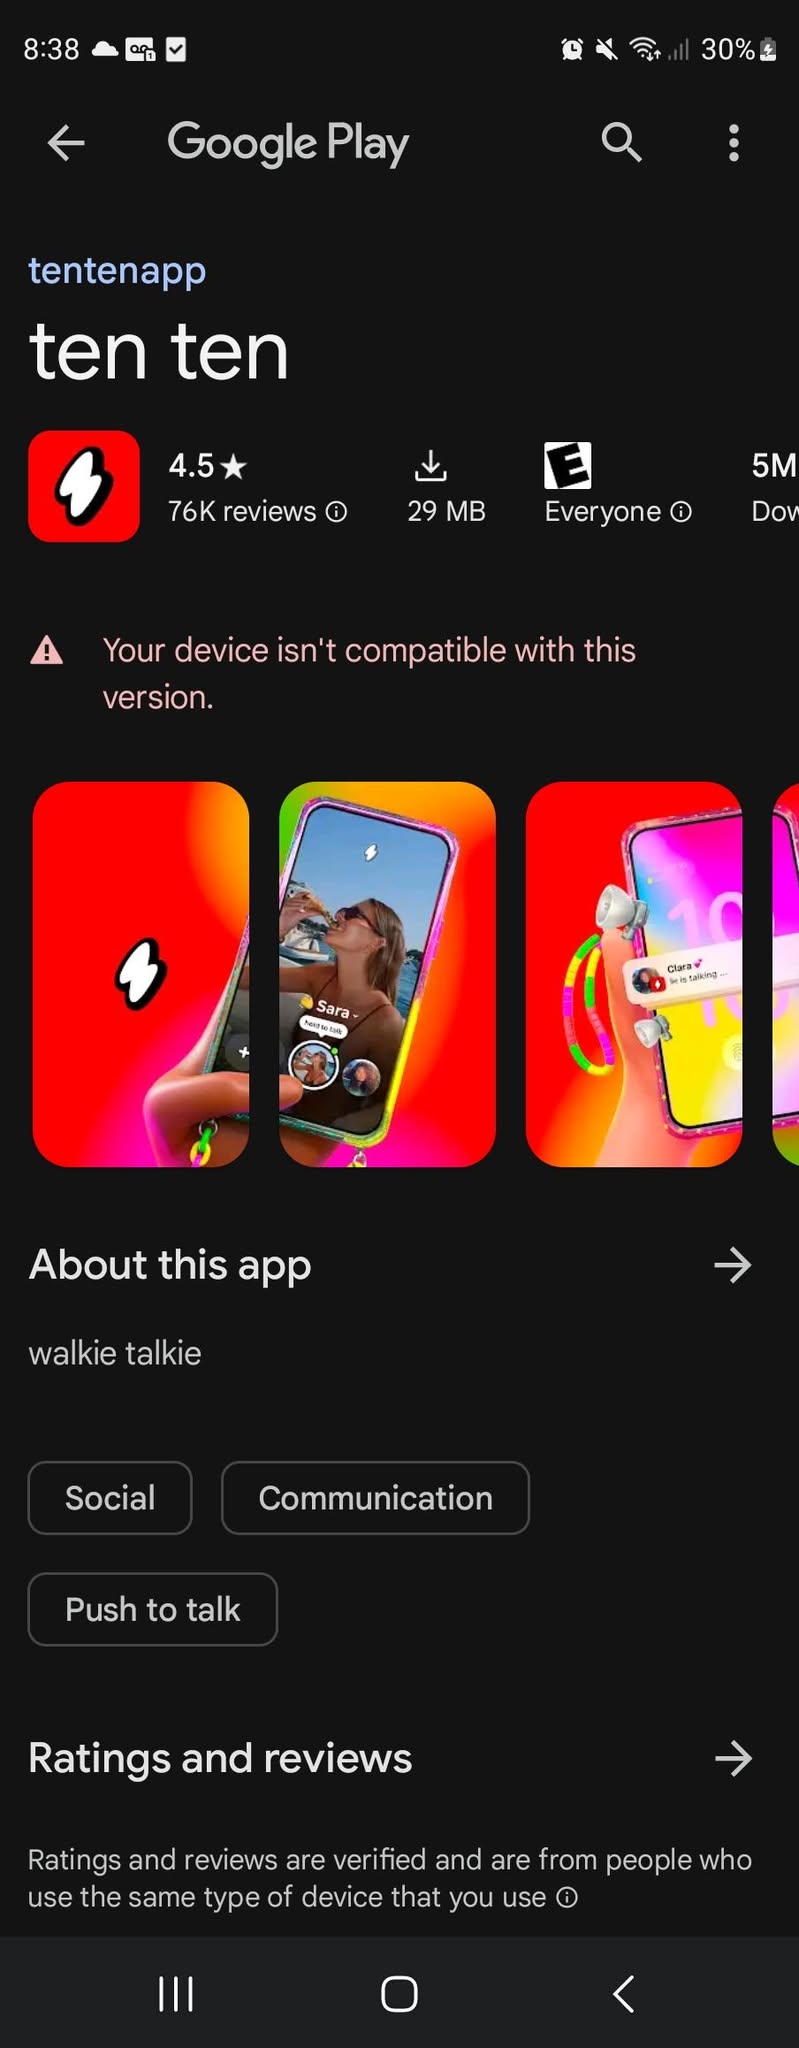 8:38
30%
Google Play
tentenapp
ten ten
4.5★
76K reviews
29 MB
E
Everyone
5M
Dow
Your device isn't compatible with this
version.
Sara
hold to talk
10
Clara
is talking ...
About this app
walkie talkie
Social
Communication
Push to talk
Ratings and reviews
Ratings and reviews are verified and are from people who
use the same type of device that you use